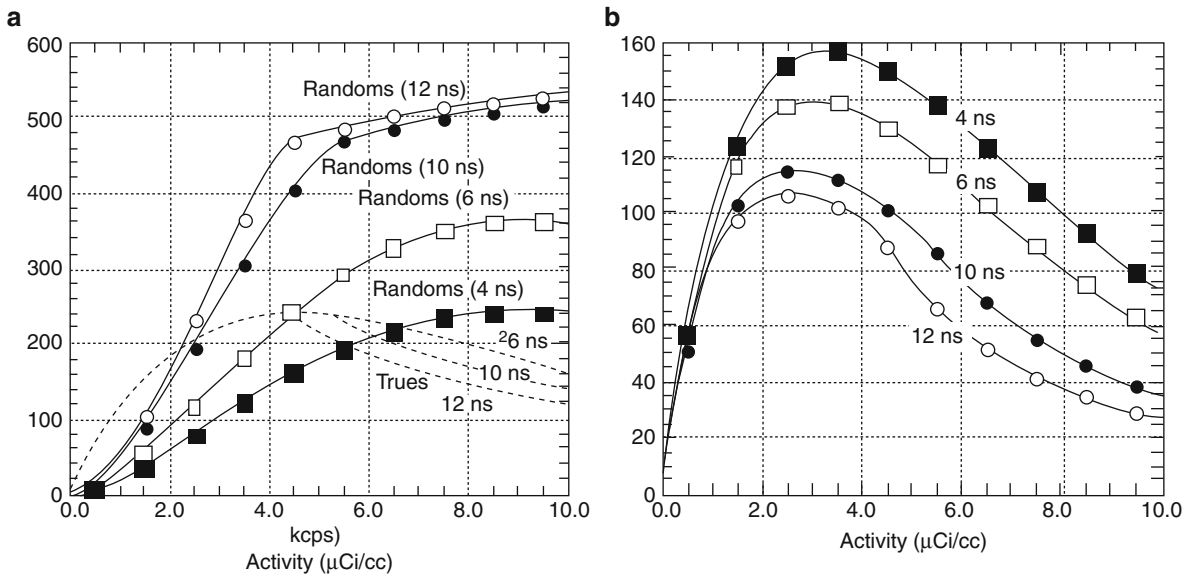 a
600
500
400
300
200
100
0
Randoms (12 ns)
Randoms (10 ns)
Randoms (6 ns)
Randoms (4 ns)
²6 ns
10 ns
Trues
12 ns
0.0 2.0 4.0 6.0 8.0 10.0
kcps)
Activity (μCi/cc)
b
160
140
120
100
80
60
40
20
0
4 ns
6 ns
10 ns
12 ns
0.0 2.0 4.0 6.0 8.0 10.0
Activity (μCi/cc)